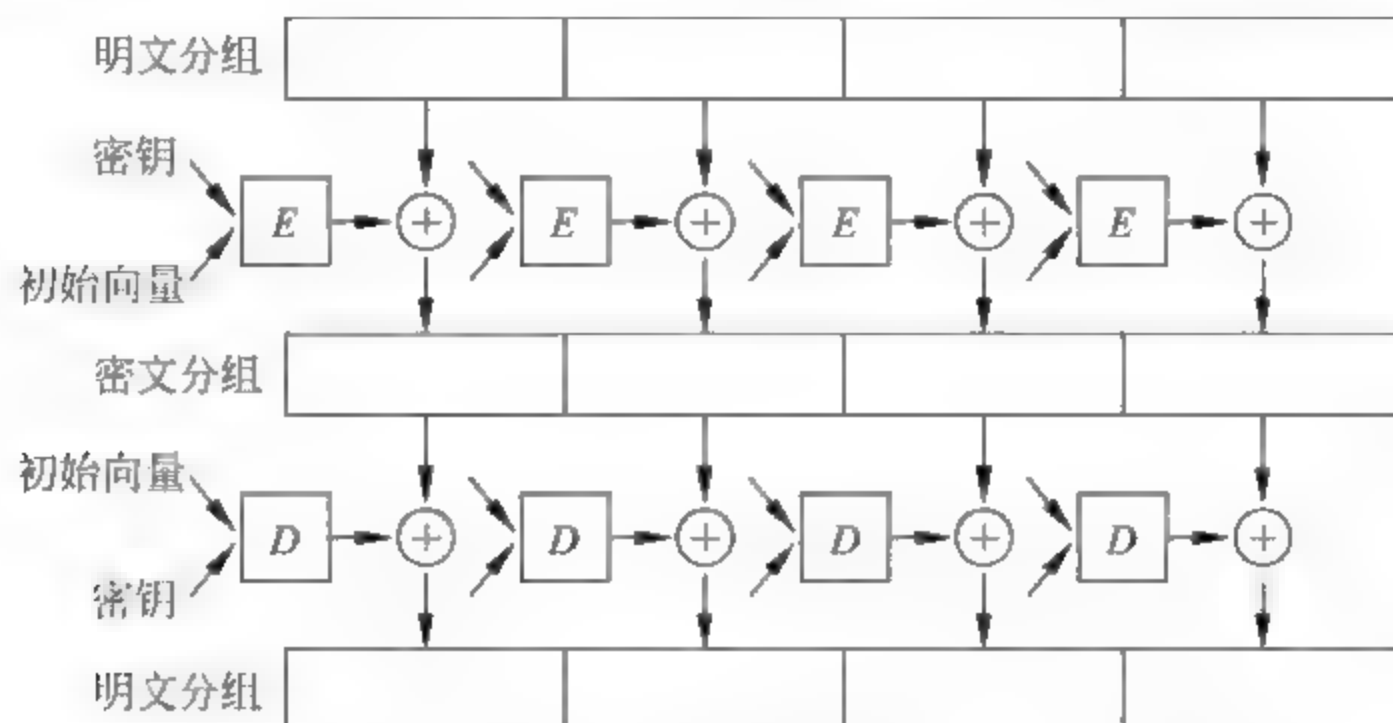 明文分组
密钥
E + E + E + E +
初始向量
密文分组
初始向量
D + D + D + D +
密钥
明文分组